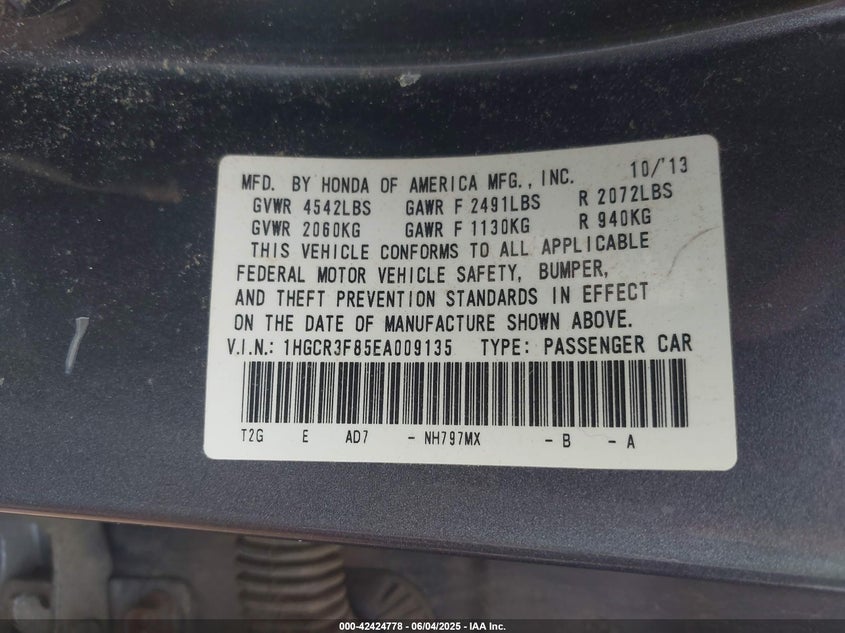 MFD. BY HONDA OF AMERICA MFG., INC. 10/'13
GVWR 4542LBS GAWR F 2491LBS R 2072LBS
GVWR 2060KG GAWR F 1130KG R 940KG
THIS VEHICLE CONFORMS TO ALL APPLICABLE
FEDERAL MOTOR VEHICLE SAFETY, BUMPER,
AND THEFT PREVENTION STANDARDS IN EFFECT
ON THE DATE OF MANUFACTURE SHOWN ABOVE.
V.I.N.: 1HGCR3F85EA009135 TYPE: PASSENGER CAR
T2G E AD7 - NH797MX - B - A
000-42424778 - 06/04/2025 - IAA Inc.